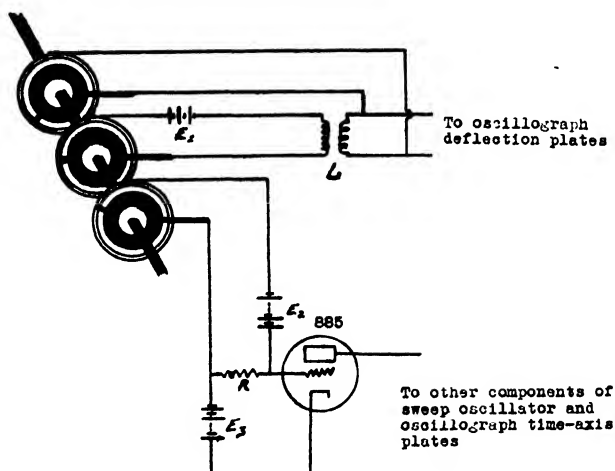 E1
L
To oscillograph
deflection plates
E2
885
R
E3
To other components of
sweep oscillator and
oscillograph time-axis
plates